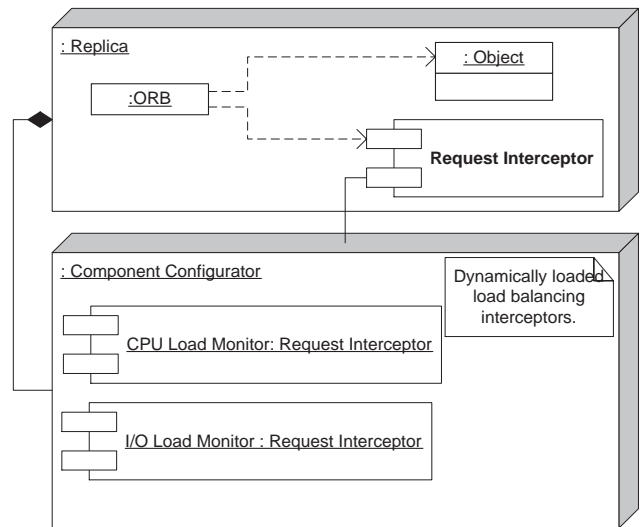 : Replica
: Object
:ORB
Request Interceptor
: Component Configurator
Dynamically loaded
load balancing
interceptors.
CPU Load Monitor: Request Interceptor
I/O Load Monitor : Request Interceptor